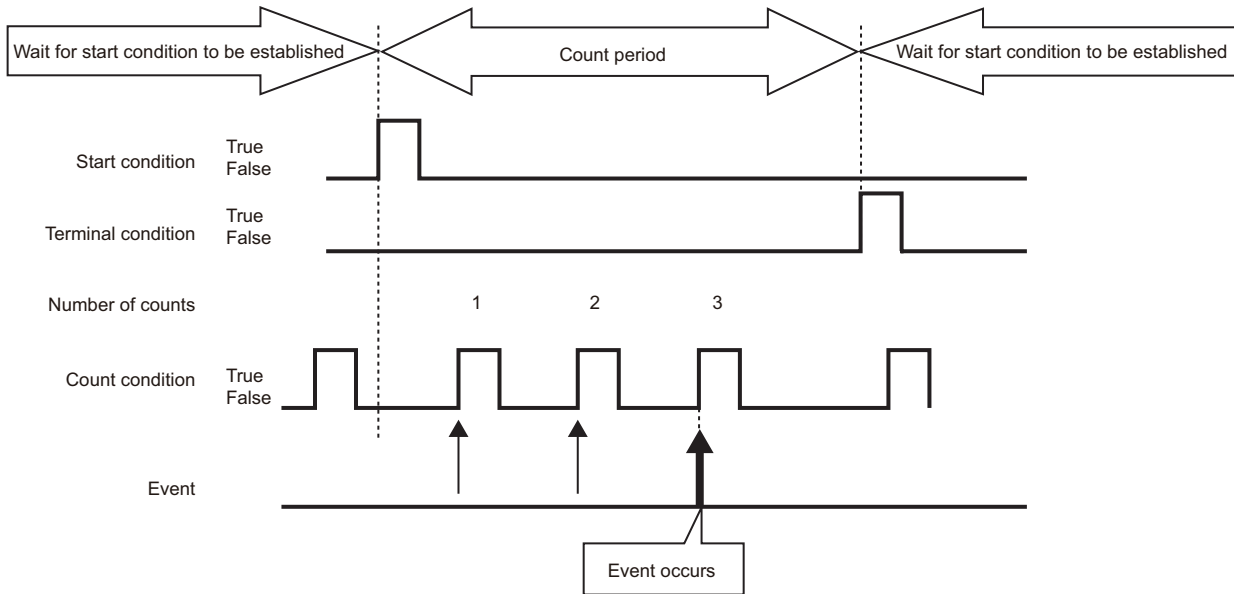 Wait for start condition to be established
Count period
Wait for start condition to be established
Start condition
True
False
Terminal condition
True
False
Number of counts
1
2
3
Count condition
True
False
Event
Event occurs